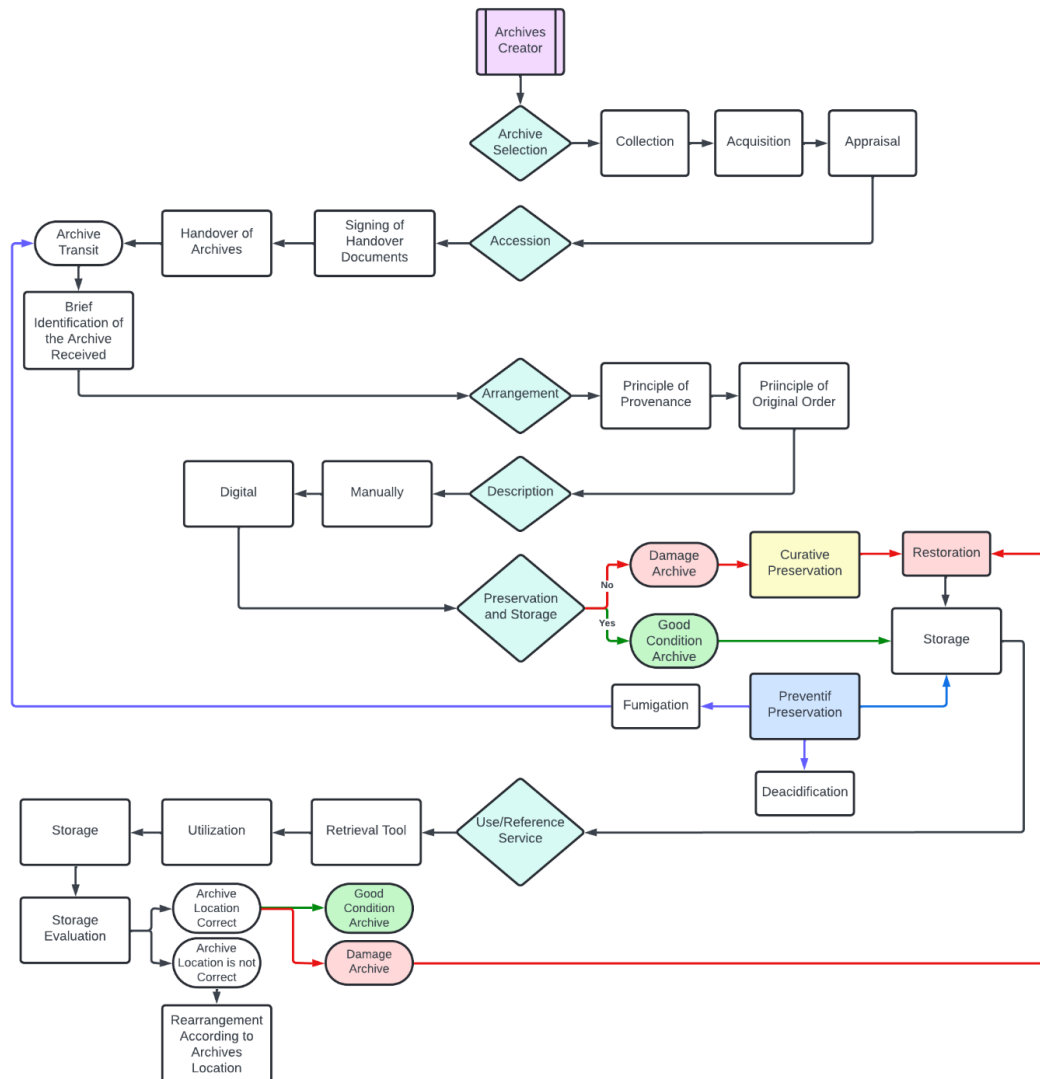 Archives
Creator
Archive
Selection
Collection
Acquisition
Appraisal
Archive
Transit
Handover of
Archives
Signing of
Handover
Documents
Accession
Brief
Identification of
the Archive
Received
Arrangement
Principle of
Provenance
Priinciple of
Original Order
Digital
Manually
Description
Preservation
and Storage
No
Yes
Damage
Archive
Curative
Preservation
Restoration
Good
Condition
Archive
Storage
Fumigation
Preventif
Preservation
Deacidification
Storage
Utilization
Retrieval Tool
Use/Reference
Service
Storage
Evaluation
Archive
Location
Correct
Good
Condition
Archive
Archive
Location is not
Correct
Damage
Archive
Rearrangement
According to
Archives
Location